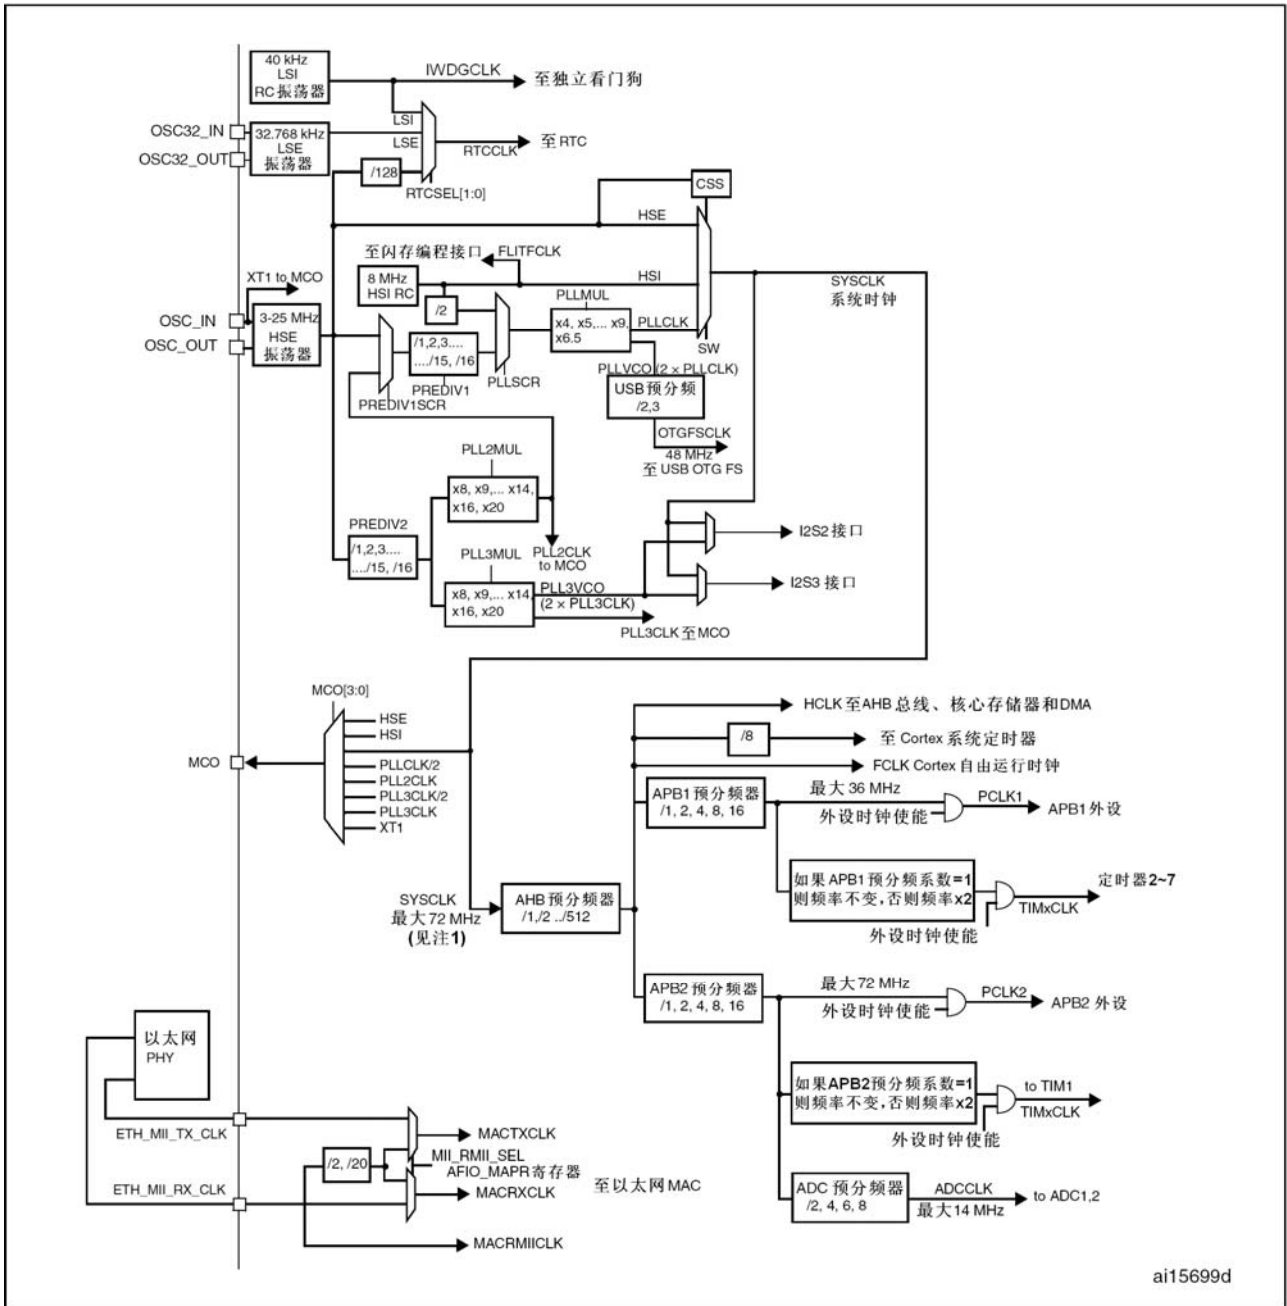 40 kHz
LSI
RC 振荡器
IWDGCLK
至独立看门狗
OSC32_IN
OSC32_OUT
32.768 kHz
LSE
振荡器
LSI
LSE
RTCCLK
至 RTC
/128
RTCSEL[1:0]
CSS
HSE
至闪存编程接口
FLITFCLK
8 MHz
HSI RC
HSI
SYSCLK
系统时钟
XT1 to MCO
/2
PLLMUL
OSC_IN
OSC_OUT
3-25 MHz
HSE
振荡器
x4, x5,... x9,
x6.5
PLLCLK
SW
/1,2,3....
..../15, /16
PREDIV1
PLLSCR
PREDIV1SCR
PLLVCO (2 × PLLCLK)
USB预分频
/2,3
OTGFSCLK
48 MHz
至 USB OTG FS
PLL2MUL
x8, x9,... x14,
x16, x20
PREDIV2
/1,2,3....
..../15, /16
PLL2CLK
to MCO
I2S2 接口
PLL3MUL
x8, x9,... x14,
x16, x20
PLL3VCO
(2 × PLL3CLK)
I2S3 接口
PLL3CLK 至 MCO
MCO[3:0]
HSE
HSI
MCO
PLLCLK/2
PLL2CLK
PLL3CLK/2
PLL3CLK
XT1
HCLK 至AHB 总线、核心存储器和DMA
/8
至 Cortex 系统定时器
FCLK Cortex 自由运行时钟
APB1 预分频器
/1, 2, 4, 8, 16
最大 36 MHz
外设时钟使能
PCLK1
APB1 外设
如果 APB1 预分频系数=1
则频率不变,否则频率x2
定时器2~7
TIMxCLK
外设时钟使能
SYSCLK
最大 72 MHz
(见注1)
AHB 预分频器
/1,/2 ../512
APB2 预分频器
/1, 2, 4, 8, 16
最大 72 MHz
外设时钟使能
PCLK2
APB2 外设
如果APB2预分频系数=1
则频率不变,否则频率x2
to TIM1
TIMxCLK
外设时钟使能
ADC 预分频器
/2, 4, 6, 8
ADCCLK
最大 14 MHz
to ADC1,2
以太网
PHY
ETH_MII_TX_CLK
MACTXCLK
/2, /20
MII_RMII_SEL
AFIO_MAPR 寄存器
ETH_MII_RX_CLK
MACRXCLK
至以太网 MAC
MACRMIICLK
ai15699d